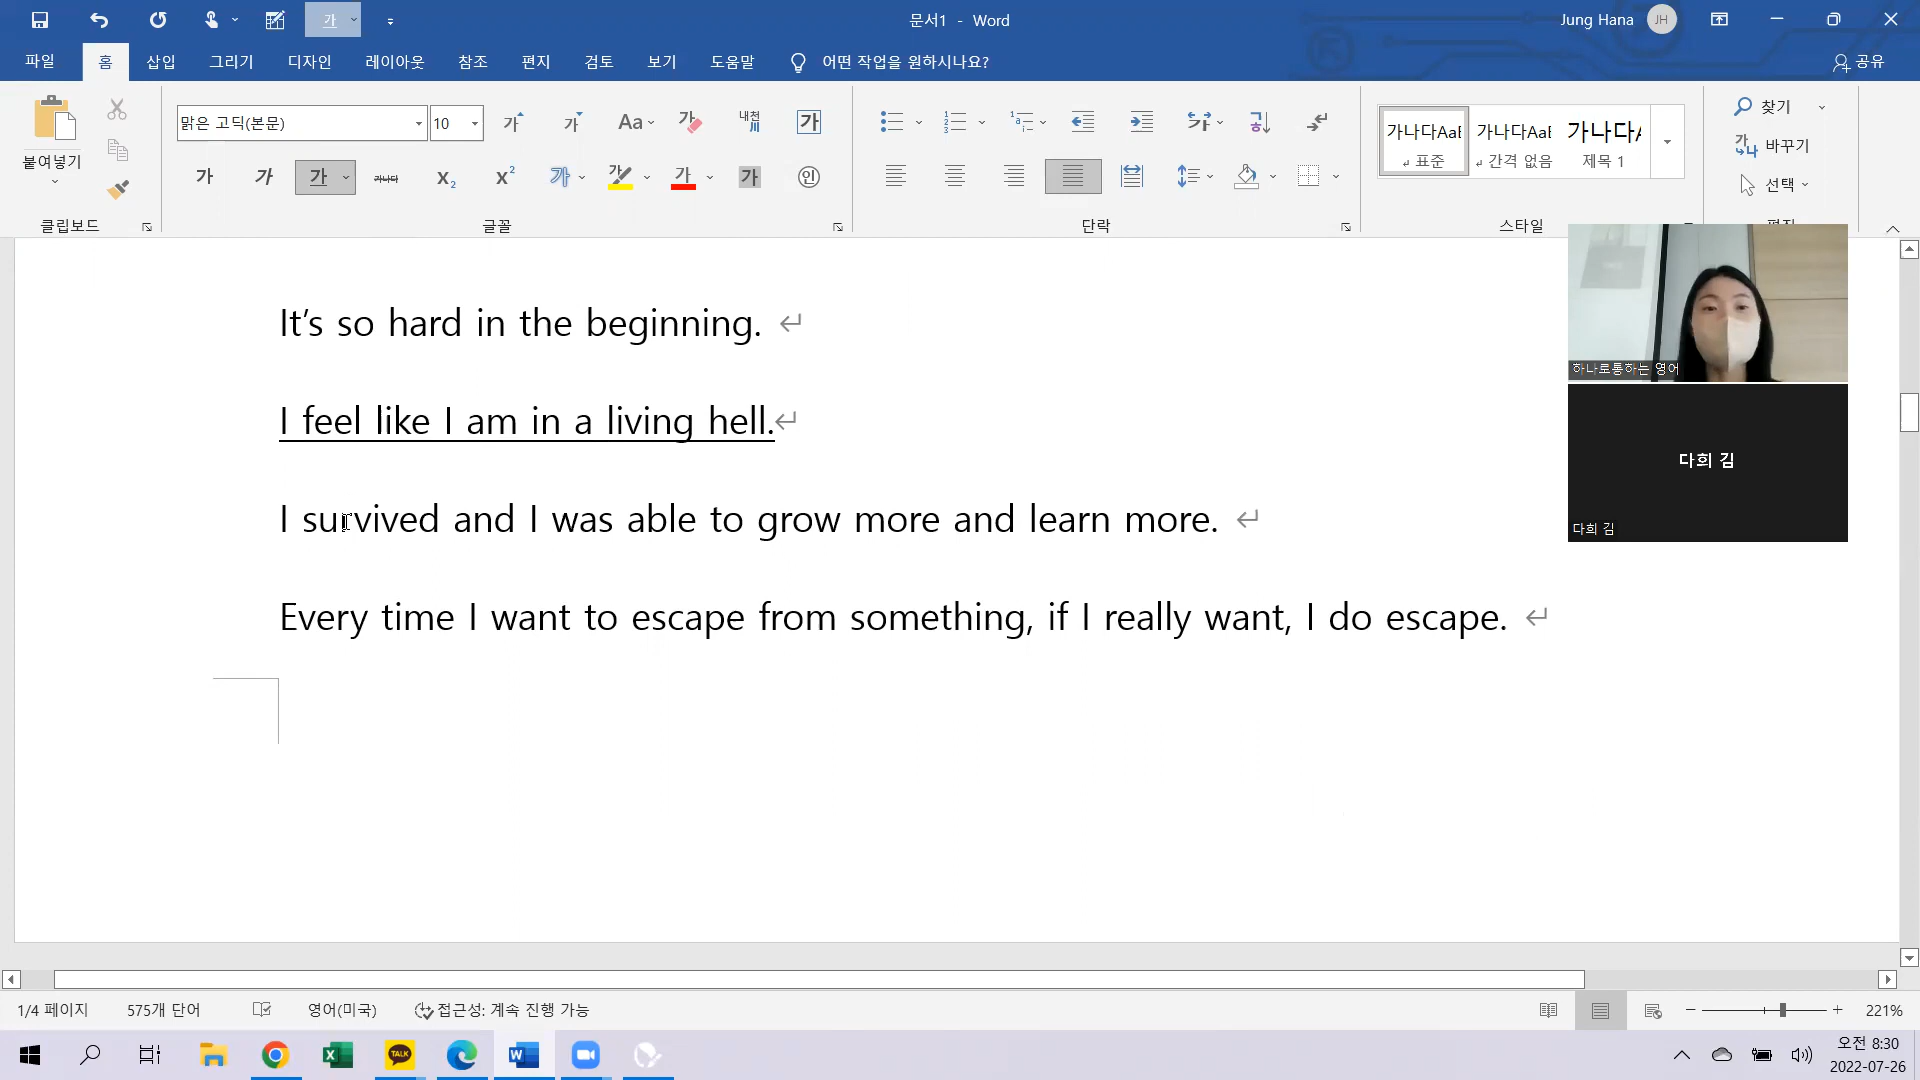 문서1 - Word
Jung Hana
JH
파일
홈
삽입
그리기
디자인
레이아웃
참조
편지
검토
보기
도움말
어떤 작업을 원하시나요?
공유
붙여넣기
클립보드
맑은 고딕(본문)
10
글꼴
단락
가나다AaB
표준
가나다AaB
간격 없음
가나다A
제목 1
스타일
찾기
바꾸기
선택
It's so hard in the beginning.
I feel like I am in a living hell.
I survived and I was able to grow more and learn more.
Every time I want to escape from something, if I really want, I do escape.
하나로통하는 영어
다희 김
다희 김
1/4 페이지
575개 단어
영어(미국)
접근성: 계속 진행 가능
221%
오전 8:30
2022-07-26